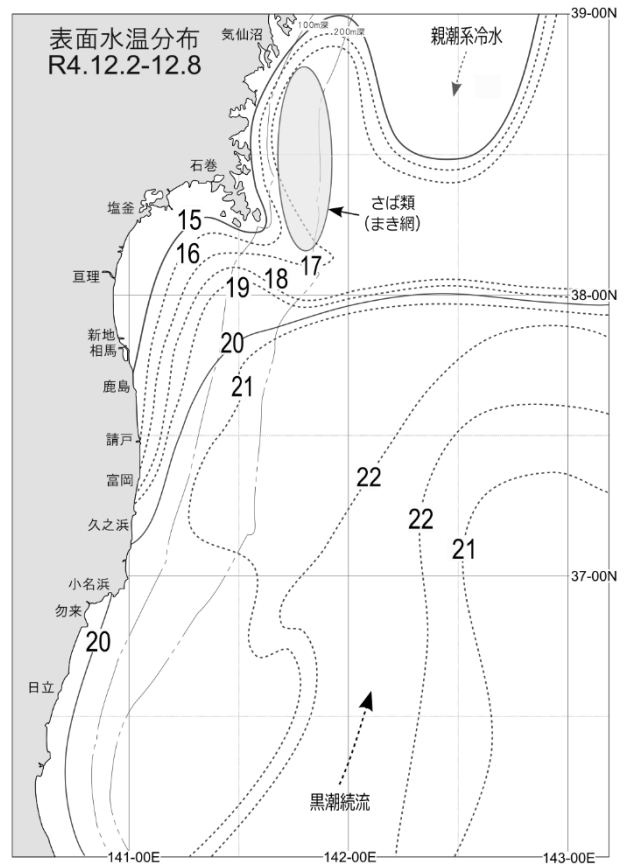 表面水温分布
R4.12.2-12.8
気仙沼
100m深
200m深
親潮系冷水
39-00N
石巻
塩釜
さば類
(まき網)
15
16
17
18
19
亘理
38-00N
新地
相馬
20
鹿島
21
請戸
富岡
22
久之浜
22
21
小名浜
37-00N
勿来
20
日立
黒潮続流
141-00E
142-00E
143-00E